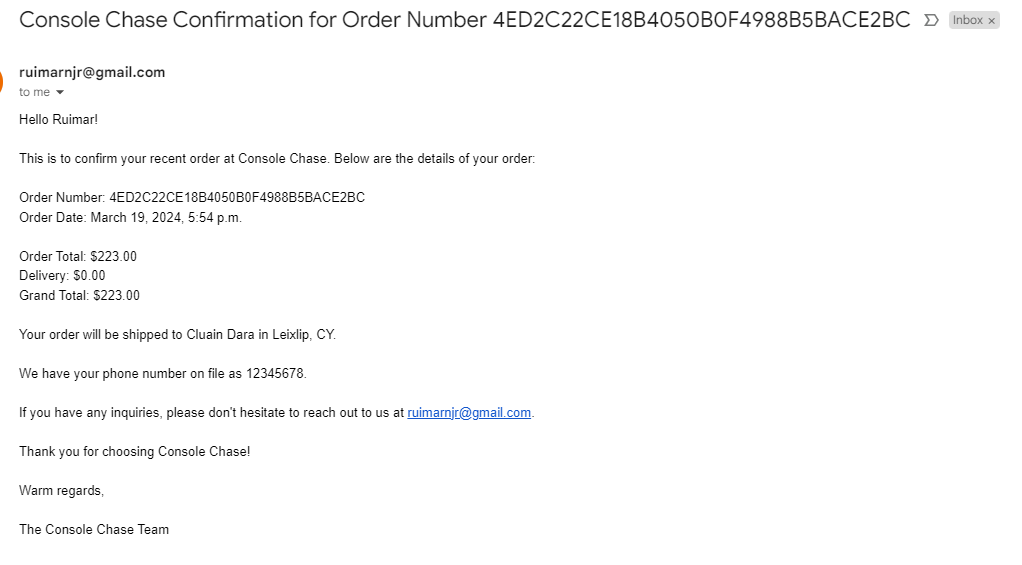 Console Chase Confirmation for Order Number 4ED2C22CE18B4050B0F4988B5BACE2BC Inbox ×
ruimarnjr@gmail.com
to me
Hello Ruimar!
This is to confirm your recent order at Console Chase. Below are the details of your order:
Order Number: 4ED2C22CE18B4050B0F4988B5BACE2BC
Order Date: March 19, 2024, 5:54 p.m.
Order Total: $223.00
Delivery: $0.00
Grand Total: $223.00
Your order will be shipped to Cluain Dara in Leixlip, CY.
We have your phone number on file as 12345678.
If you have any inquiries, please don't hesitate to reach out to us at ruimarnjr@gmail.com.
Thank you for choosing Console Chase!
Warm regards,
The Console Chase Team